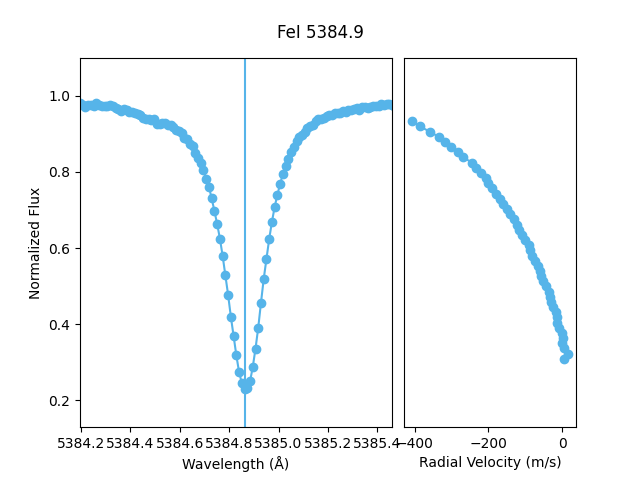 FeI 5384.9
Normalized Flux
1.0
0.8
0.6
0.4
0.2
5384.2 5384.4 5384.6 5384.8 5385.0 5385.2 5385.4
Wavelength (Å)
−400 −200 0
Radial Velocity (m/s)